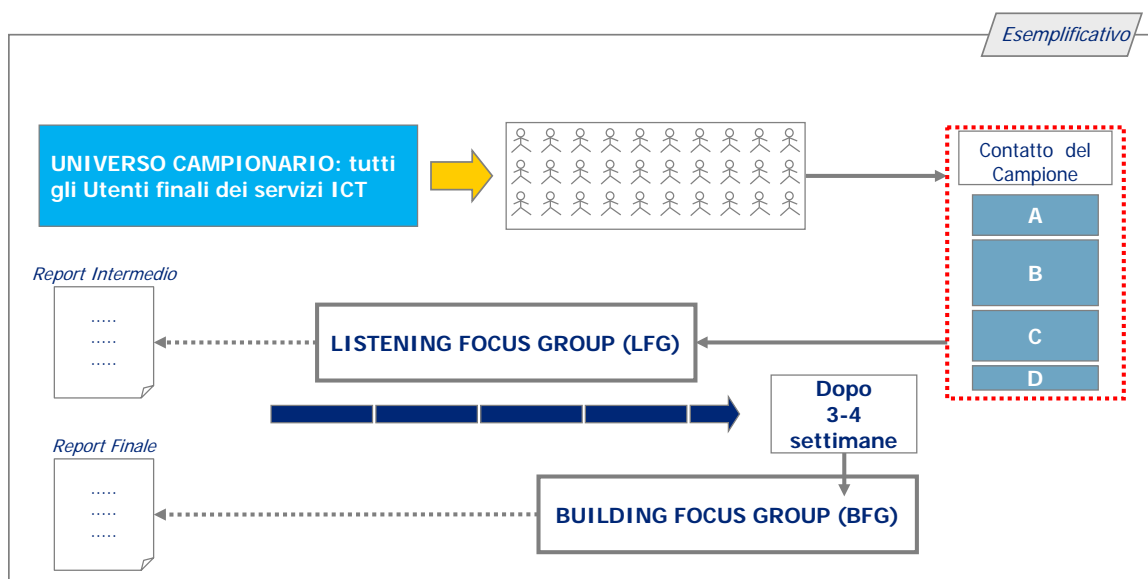 Esemplificativo
UNIVERSO CAMPIONARIO: tutti
gli Utenti finali dei servizi ICT
Contatto del
Campione
A
B
C
D
Report Intermedio
.....
.....
.....
LISTENING FOCUS GROUP (LFG)
Dopo
3-4
settimane
Report Finale
.....
.....
.....
BUILDING FOCUS GROUP (BFG)